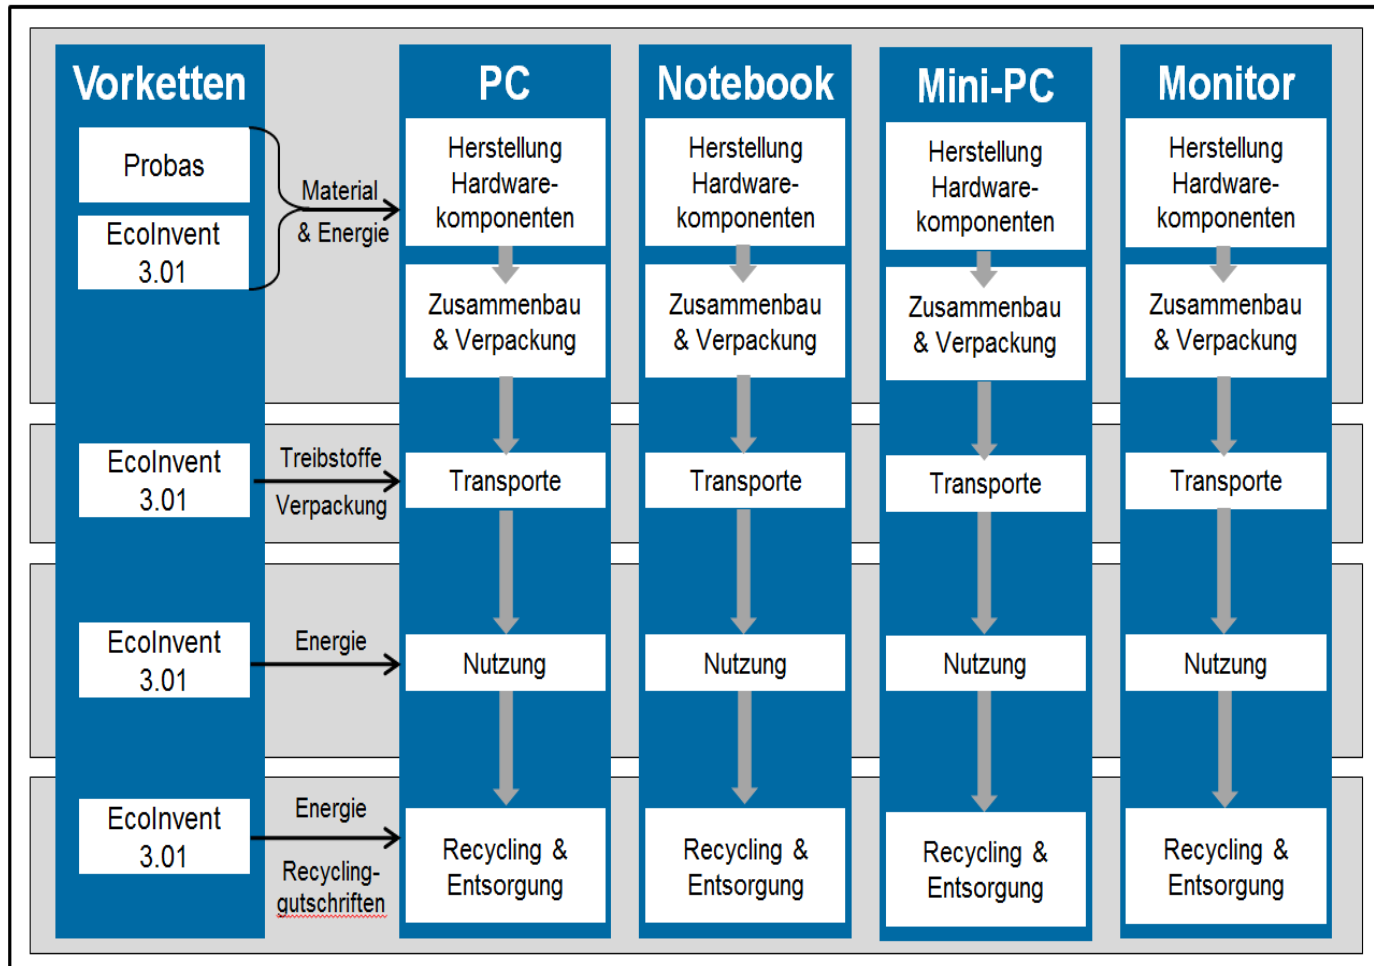 Vorketten
Probas
EcoInvent
3.01
Material
& Energie
EcoInvent
3.01
Treibstoffe
Verpackung
EcoInvent
3.01
Energie
EcoInvent
3.01
Energie
Recycling-
gutschriften
PC
Herstellung
Hardware-
komponenten
Zusammenbau
& Verpackung
Transporte
Nutzung
Recycling &
Entsorgung
Notebook
Herstellung
Hardware-
komponenten
Zusammenbau
& Verpackung
Transporte
Nutzung
Recycling &
Entsorgung
Mini-PC
Herstellung
Hardware-
komponenten
Zusammenbau
& Verpackung
Transporte
Nutzung
Recycling &
Entsorgung
Monitor
Herstellung
Hardware-
komponenten
Zusammenbau
& Verpackung
Transporte
Nutzung
Recycling &
Entsorgung